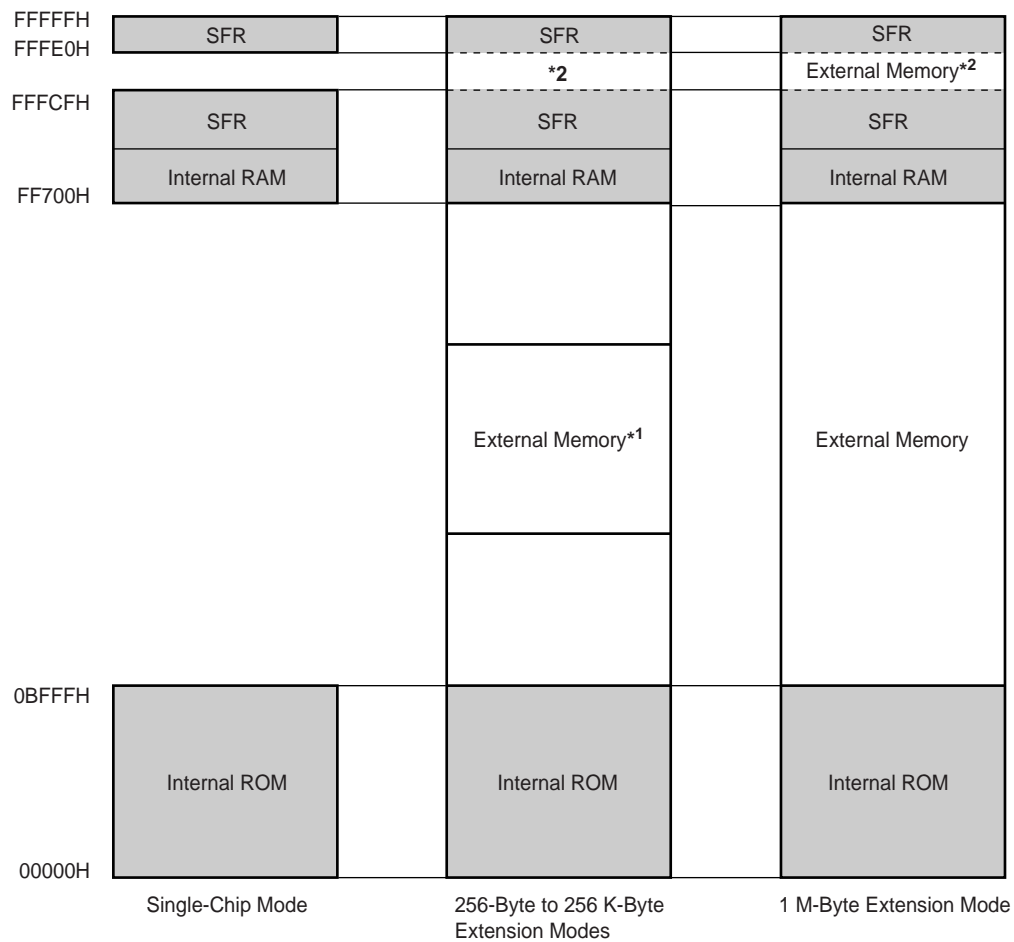 FFFFFH
SFR SFR SFR
FFFE0H
*2 External Memory*2
FFFCFH
SFR SFR SFR
Internal RAM Internal RAM Internal RAM
FF700H
External Memory*1 External Memory
0BFFFH
Internal ROM Internal ROM Internal ROM
00000H
Single-Chip Mode 256-Byte to 256 K-Byte 1 M-Byte Extension Mode
Extension Modes